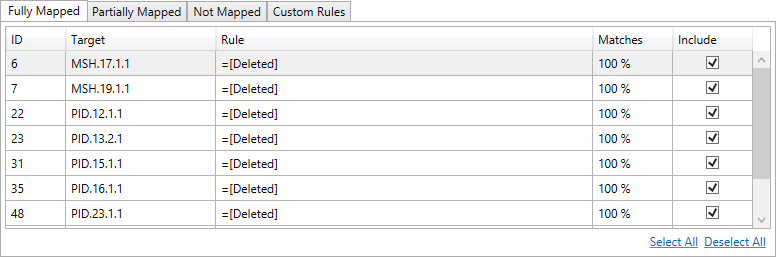 Fully Mapped Partially Mapped Not Mapped Custom Rules
ID Target Rule Matches Include
6 MSH.17.1.1 =[Deleted] 100 %
7 MSH.19.1.1 =[Deleted] 100 %
22 PID.12.1.1 =[Deleted] 100 %
23 PID.13.2.1 =[Deleted] 100 %
31 PID.15.1.1 =[Deleted] 100 %
35 PID.16.1.1 =[Deleted] 100 %
48 PID.23.1.1 =[Deleted] 100 %
Select All Deselect All